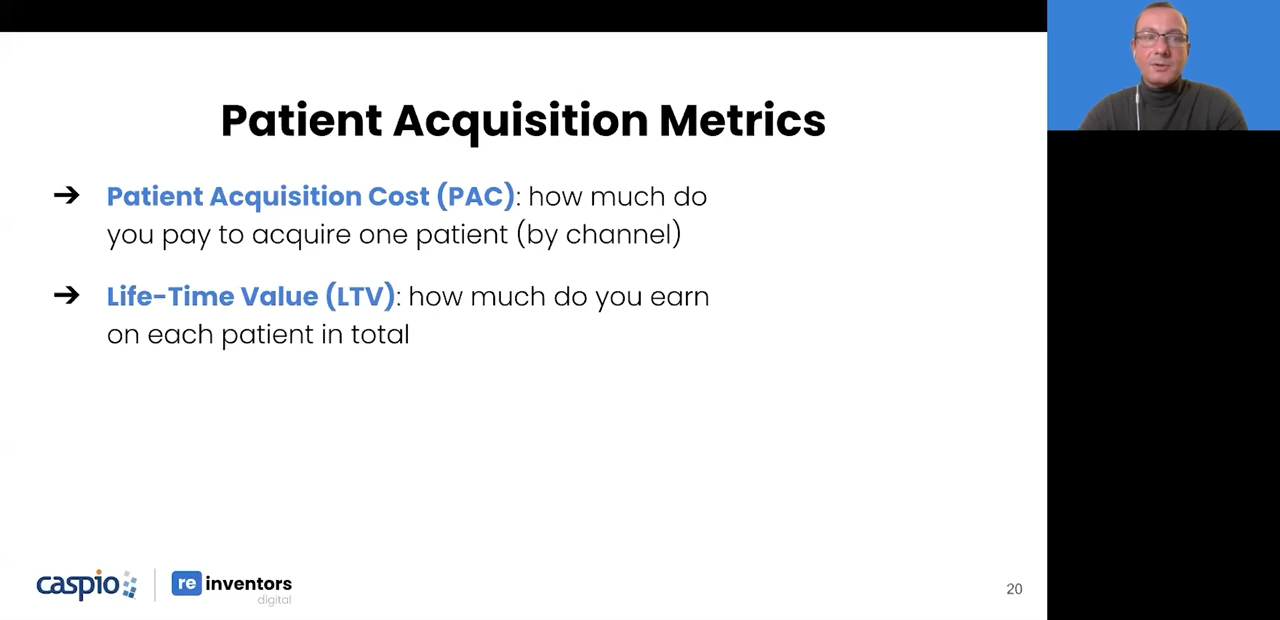 Patient Acquisition Metrics
➔ Patient Acquisition Cost (PAC): how much do
you pay to acquire one patient (by channel)
➔ Life-Time Value (LTV): how much do you earn
on each patient in total
caspio
re inventors
digital
20